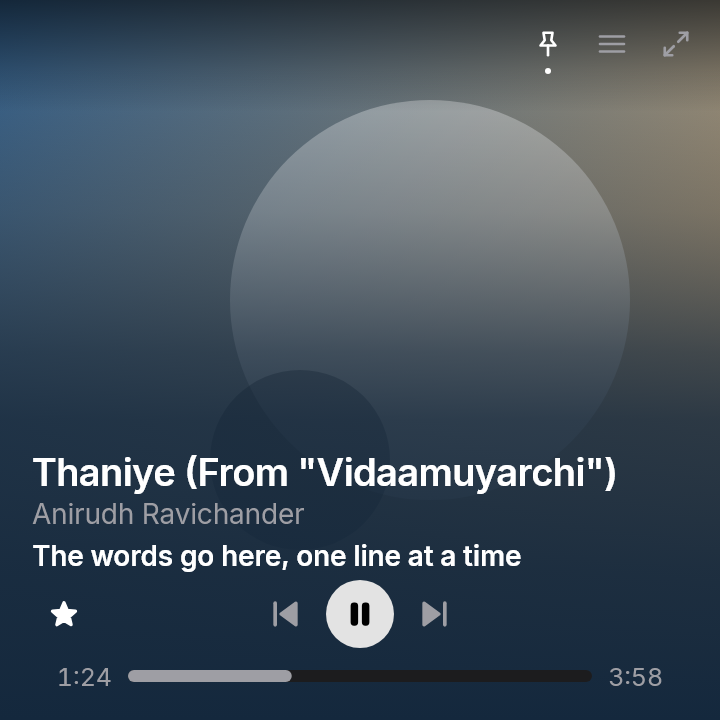 Thaniye (From "Vidaamuyarchi")
Anirudh Ravichander
The words go here, one line at a time
1:24
3:58